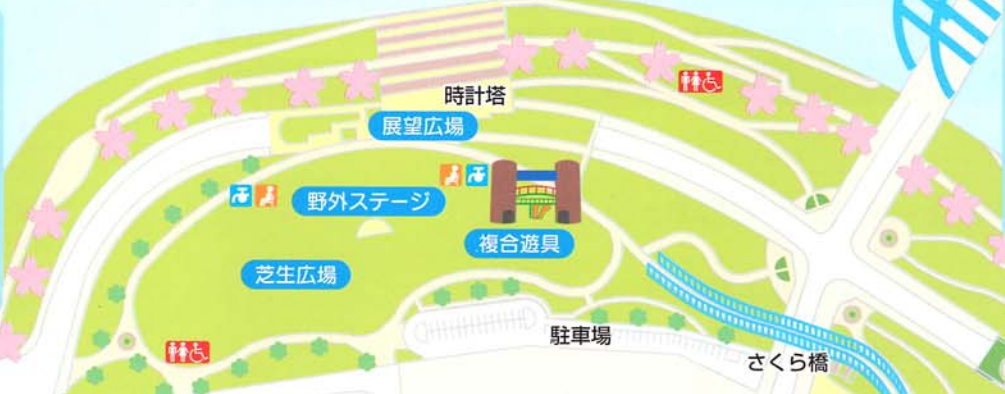 時計塔
展望広場
野外ステージ
複合遊具
芝生広場
駐車場
さくら橋